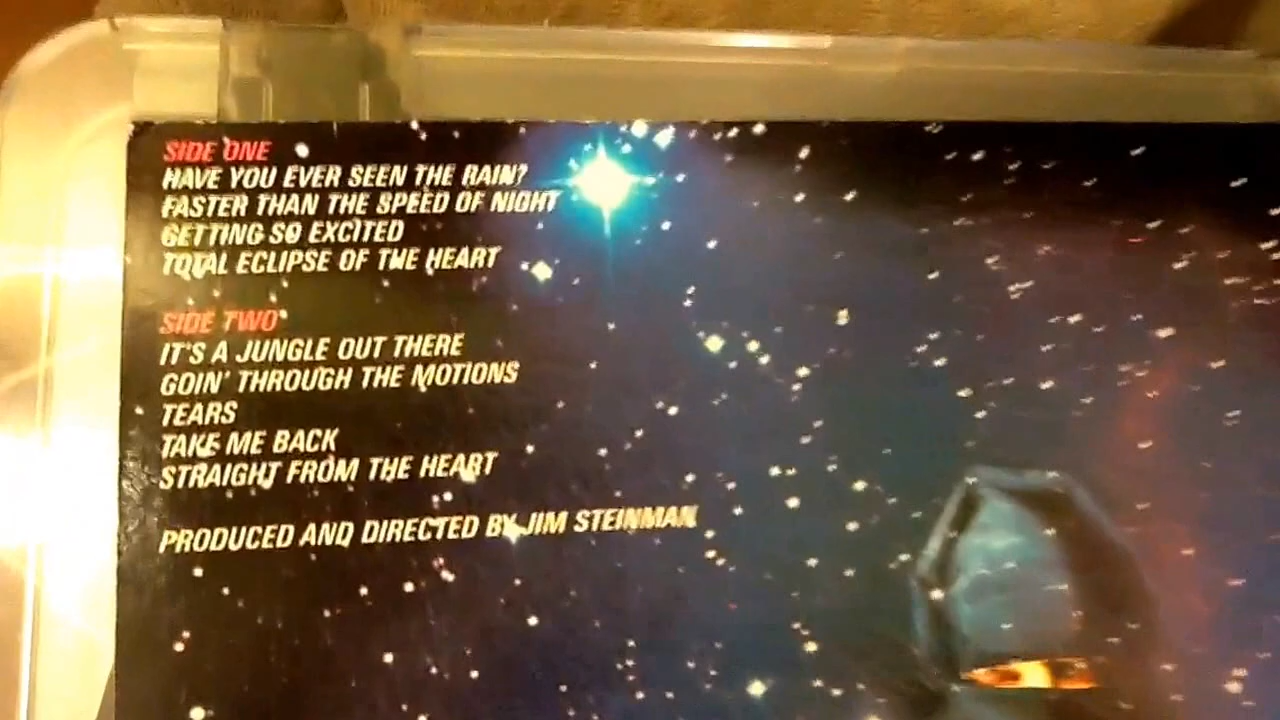 SIDE ONE
HAVE YOU EVER SEEN THE RAIN?
FASTER THAN THE SPEED OF NIGHT
GETTING SO EXCITED
TOTAL ECLIPSE OF THE HEART
SIDE TWO
IT'S A JUNGLE OUT THERE
GOIN' THROUGH THE MOTIONS
TEARS
TAKE ME BACK
STRAIGHT FROM THE HEART
PRODUCED AND DIRECTED BY JIM STEINMAN